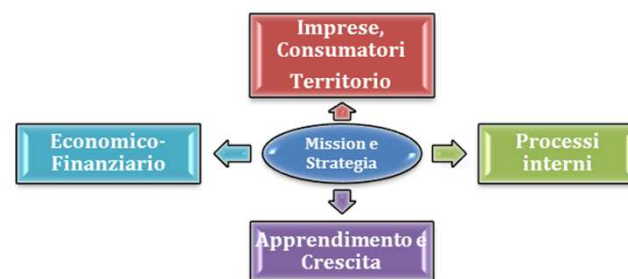 Imprese,
Consumatori
Territorio
Economico-
Finanziario
Mission e
Strategia
Processi
interni
Apprendimento e
Crescita